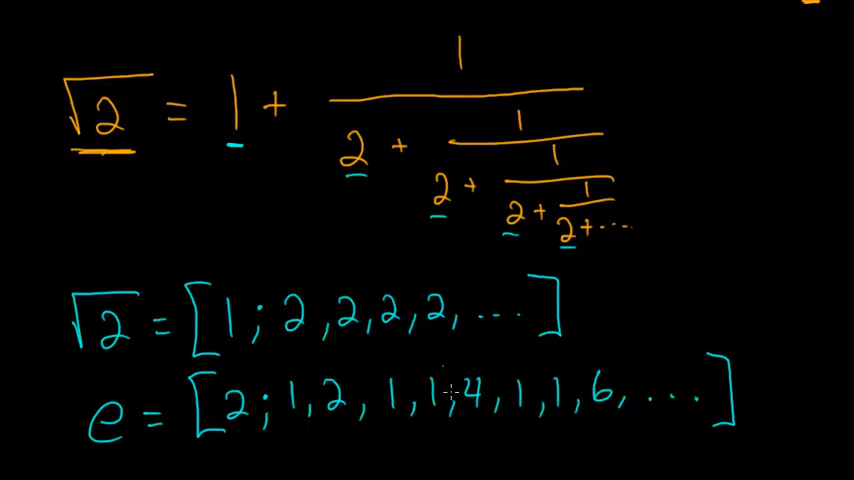 √2 = 1 + 1
2 + 1
2 + 1
2 + 1
2 + ...
√2 = [1; 2, 2, 2, 2, ...]
e = [2; 1, 2, 1, 1, 4, 1, 1, 6, ...]